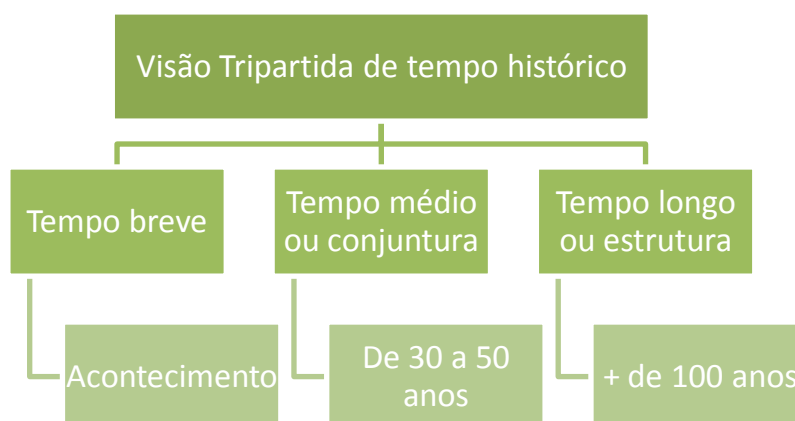 Visão Tripartida de tempo histórico
Tempo breve
Tempo médio
ou conjuntura
Tempo longo
ou estrutura
Acontecimento
De 30 a 50
anos
+ de 100 anos